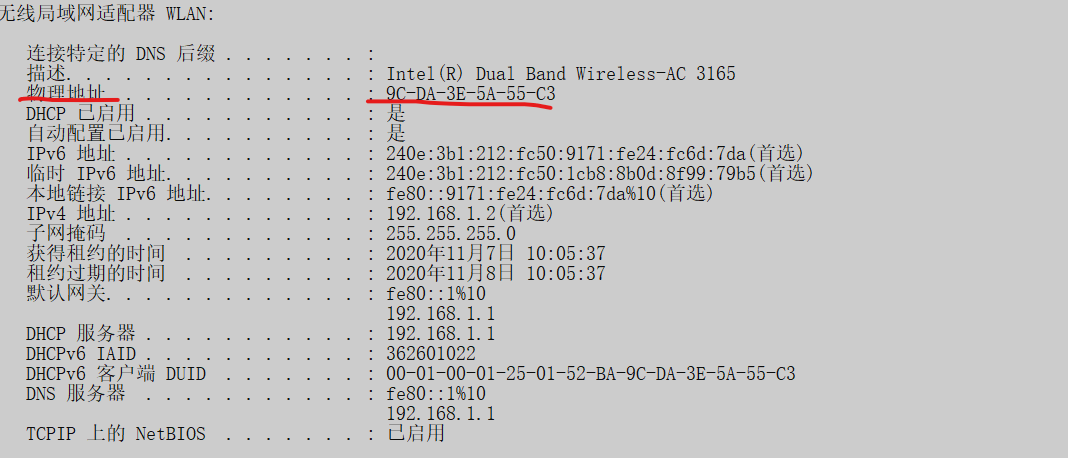 无线局域网适配器 WLAN:
连接特定的 DNS 后缀 . . . . . . . :
描述. . . . . . . . . . . . . . . : Intel(R) Dual Band Wireless-AC 3165
物理地址. . . . . . . . . . . . . : 9C-DA-3E-5A-55-C3
DHCP 已启用 . . . . . . . . . . . : 是
自动配置已启用. . . . . . . . . . : 是
IPv6 地址 . . . . . . . . . . . . : 240e:3b1:212:fc50:9171:fe24:fc6d:7da(首选)
临时 IPv6 地址. . . . . . . . . . : 240e:3b1:212:fc50:1cb8:8b0d:8f99:79b5(首选)
本地链接 IPv6 地址. . . . . . . . : fe80::9171:fe24:fc6d:7da%10(首选)
IPv4 地址 . . . . . . . . . . . . : 192.168.1.2(首选)
子网掩码  . . . . . . . . . . . . : 255.255.255.0
获得租约的时间  . . . . . . . . . : 2020年11月7日 10:05:37
租约过期的时间  . . . . . . . . . : 2020年11月8日 10:05:37
默认网关. . . . . . . . . . . . . : fe80::1%10
192.168.1.1
DHCP 服务器 . . . . . . . . . . . : 192.168.1.1
DHCPv6 IAID . . . . . . . . . . . : 362601022
DHCPv6 客户端 DUID  . . . . . . . : 00-01-00-01-25-01-52-BA-9C-DA-3E-5A-55-C3
DNS 服务器  . . . . . . . . . . . : fe80::1%10
192.168.1.1
TCPIP 上的 NetBIOS  . . . . . . . : 已启用